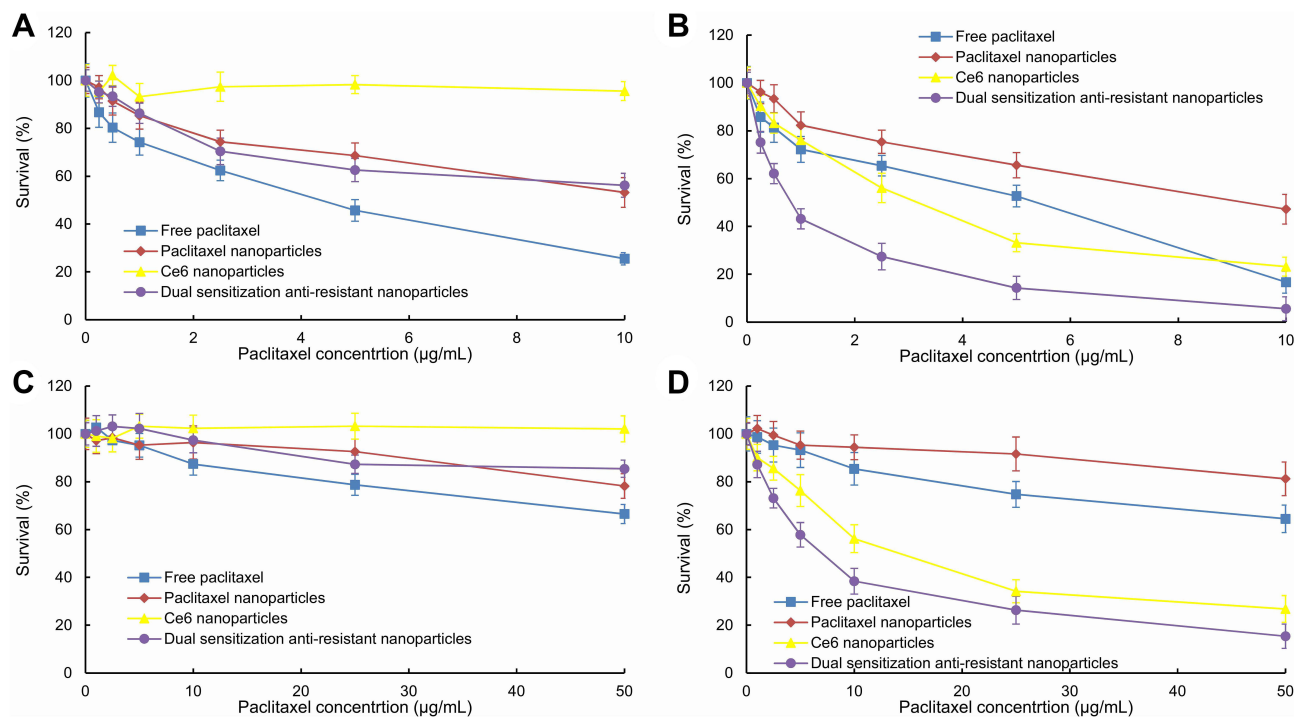 A
120
100
80
60
40
20
0
Survival (%)
Free paclitaxel
Paclitaxel nanoparticles
Ce6 nanoparticles
Dual sensitization anti-resistant nanoparticles
0 2 4 6 8 10
Paclitaxel concentrtion (µg/mL)
B
120
100
80
60
40
20
0
Survival (%)
Free paclitaxel
Paclitaxel nanoparticles
Ce6 nanoparticles
Dual sensitization anti-resistant nanoparticles
0 2 4 6 8 10
Paclitaxel concentrtion (µg/mL)
C
120
100
80
60
40
20
0
Survival (%)
Free paclitaxel
Paclitaxel nanoparticles
Ce6 nanoparticles
Dual sensitization anti-resistant nanoparticles
0 10 20 30 40 50
Paclitaxel concentrtion (µg/mL)
D
120
100
80
60
40
20
0
Survival (%)
Free paclitaxel
Paclitaxel nanoparticles
Ce6 nanoparticles
Dual sensitization anti-resistant nanoparticles
0 10 20 30 40 50
Paclitaxel concentrtion (µg/mL)